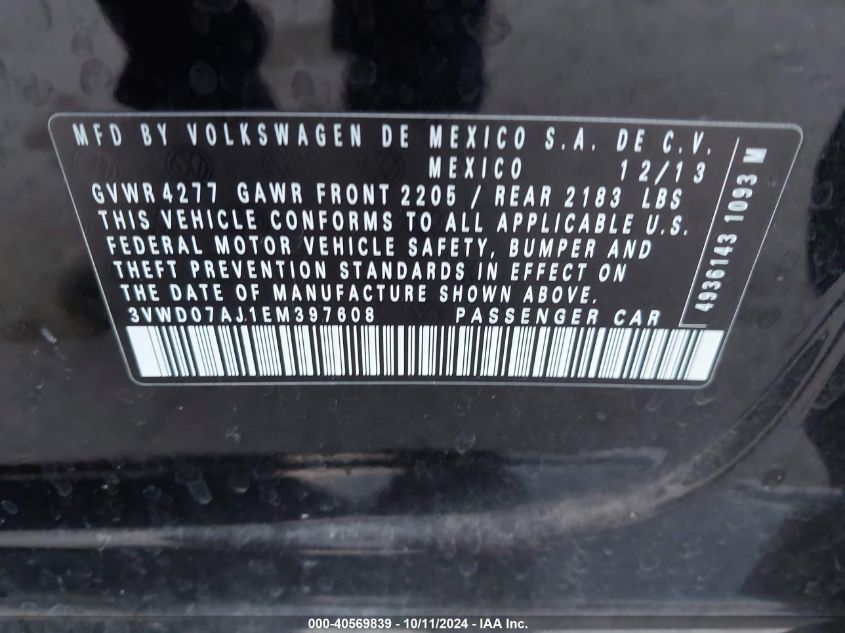 MFD BY VOLKSWAGEN DE MEXICO S.A. DE C.V.
MEXICO 12/13
GVWR 4277 GAWR FRONT 2205 / REAR 2183 LBS
THIS VEHICLE CONFORMS TO ALL APPLICABLE U.S.
FEDERAL MOTOR VEHICLE SAFETY, BUMPER AND
THEFT PREVENTION STANDARDS IN EFFECT ON
THE DATE OF MANUFACTURE SHOWN ABOVE.
3VWD07AJ1EM397608 PASSENGER CAR
4936143 1093 M
000-40569839 - 10/11/2024 - IAA Inc.